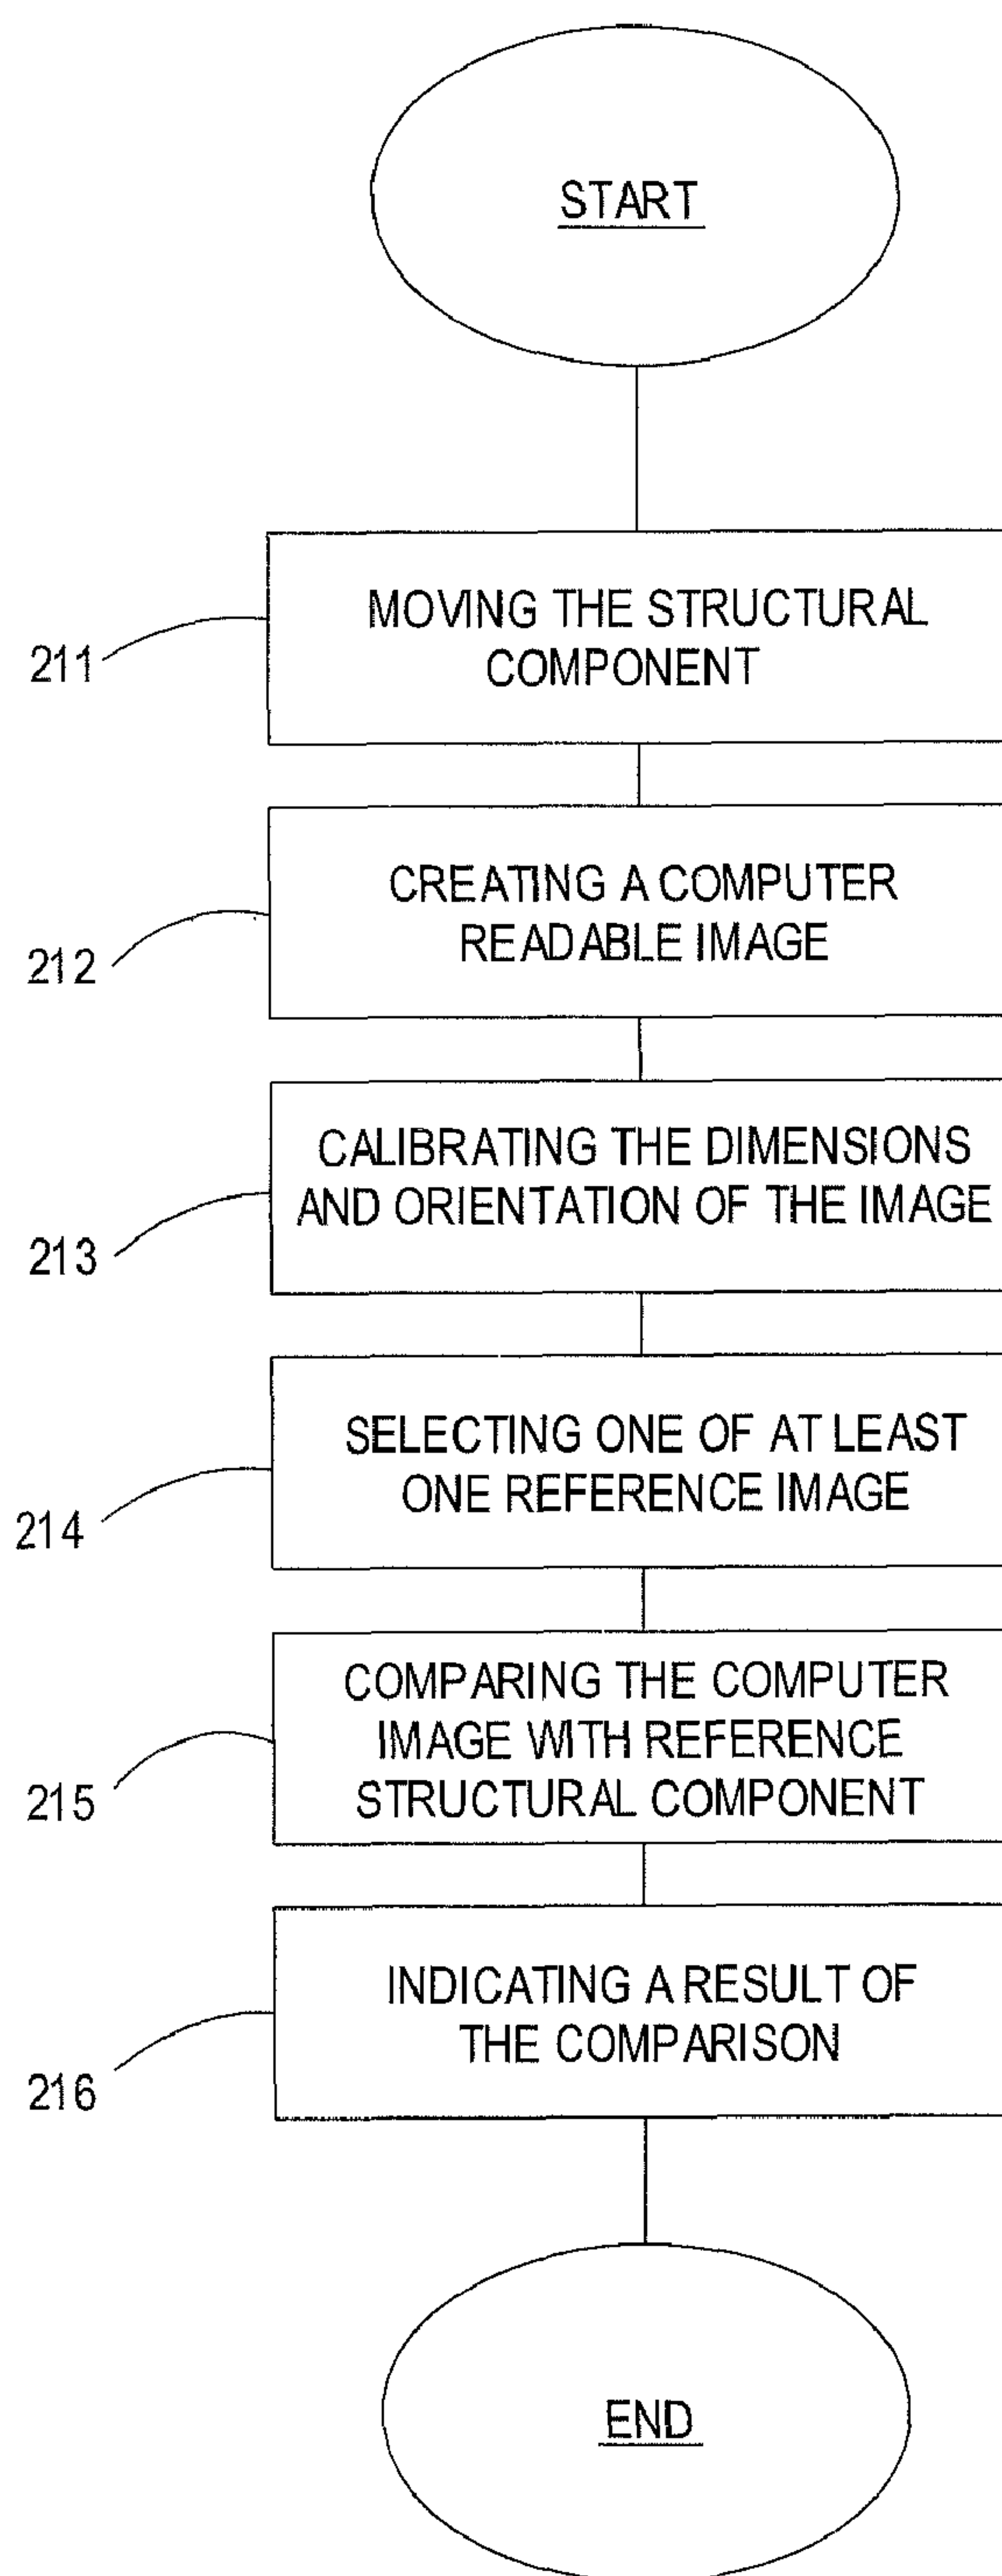 START
MOVING THE STRUCTURAL
COMPONENT
211
CREATING A COMPUTER
READABLE IMAGE
212
CALIBRATING THE DIMENSIONS
AND ORIENTATION OF THE IMAGE
213
SELECTING ONE OF AT LEAST
ONE REFERENCE IMAGE
214
COMPARING THE COMPUTER
IMAGE WITH REFERENCE
STRUCTURAL COMPONENT
215
INDICATING A RESULT OF
THE COMPARISON
216
END